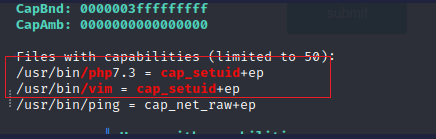 CapBnd: 0000003fffffffff
CapAmb: 0000000000000000
Files with capabilities (limited to 50):
/usr/bin/php7.3 = cap_setuid+ep
/usr/bin/vim = cap_setuid+ep
/usr/bin/ping = cap_net_raw+ep